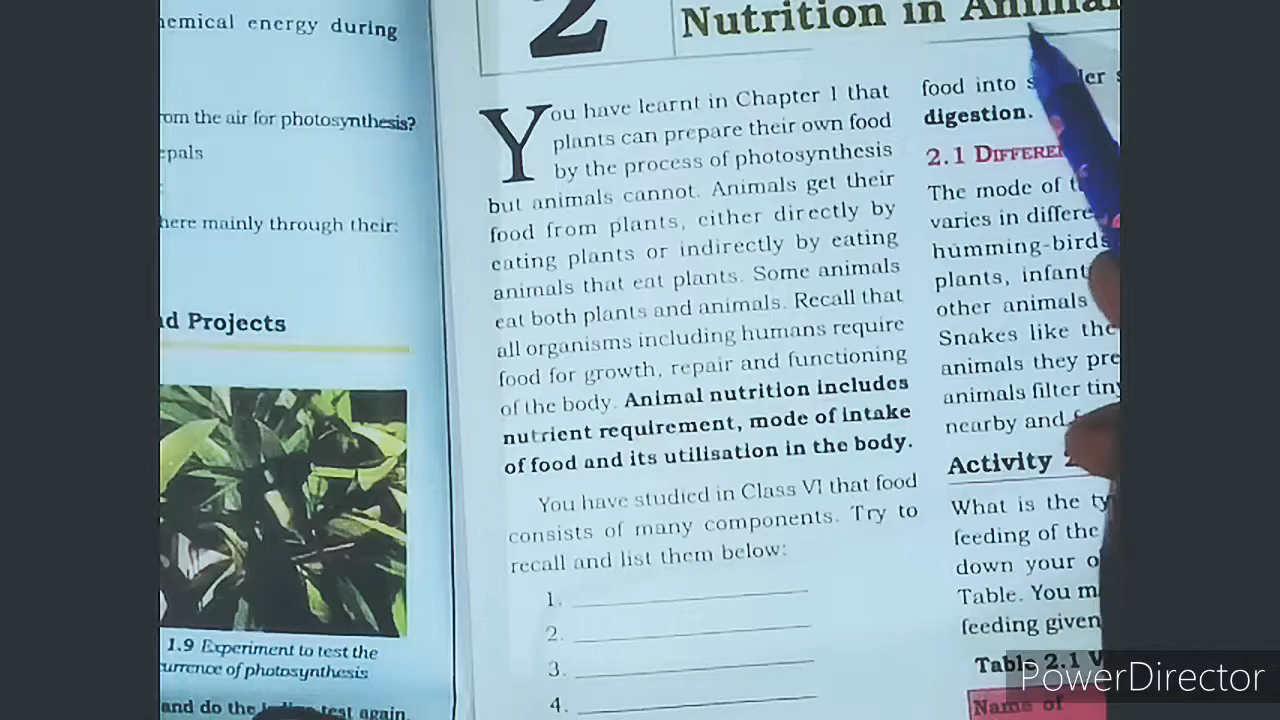 hemical energy during
om the air for photosynthesis?
epals
here mainly through their:
d Projects
1.9 Experiment to test the
urrence of photosynthesis
and do the test again.
2
Nutrition in Animal
You have learnt in Chapter 1 that
plants can prepare their own food
by the process of photosynthesis
but animals cannot. Animals get their
food from plants, either directly by
eating plants or indirectly by eating
animals that eat plants. Some animals
eat both plants and animals. Recall that
all organisms including humans require
food for growth, repair and functioning
of the body. Animal nutrition includes
nutrient requirement, mode of intake
of food and its utilisation in the body.
You have studied in Class VI that food
consists of many components. Try to
recall and list them below:
1.
2.
3.
4.
food into
digestion.
2.1 DIFFEREN
The mode of
varies in differe
humming-birds
plants, infant
other animals
Snakes like the
animals they pre
animals filter tiny
nearby and
Activity
What is the ty
feeding of the
down your o
Table. You m
feeding given
Table 2.1 V
Name of
PowerDirector